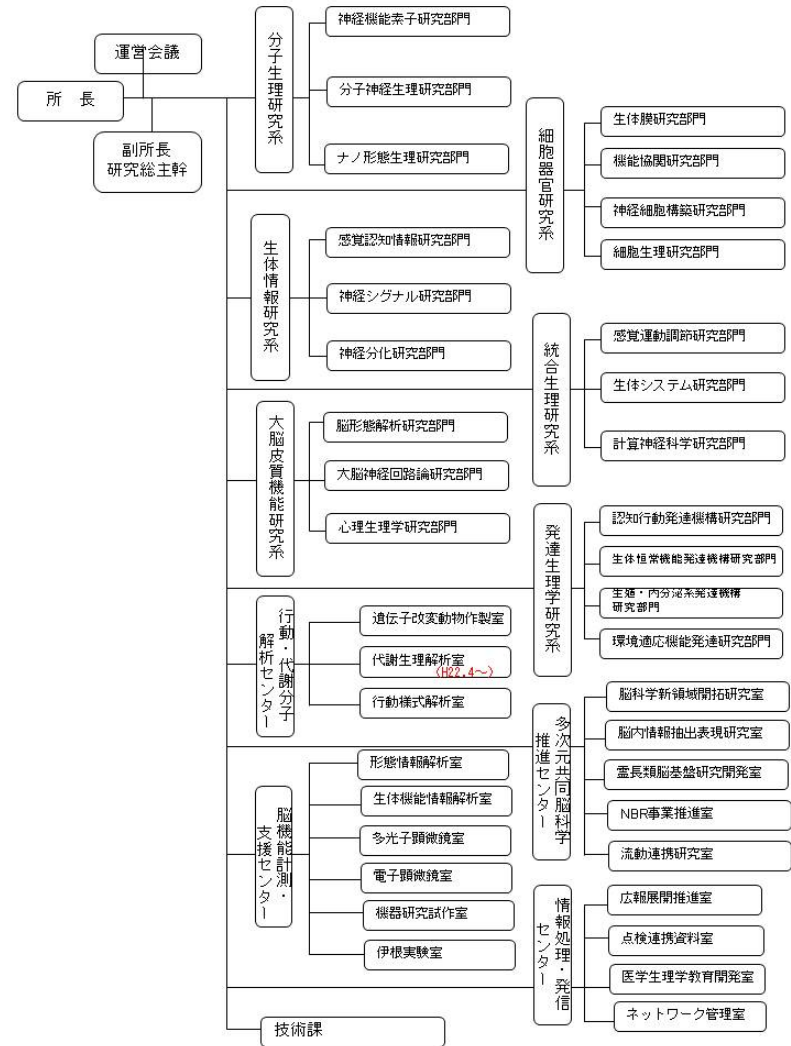 運営会議
所　長
副所長
研究総主幹
分子生理研究系
神経機能素子研究部門
分子神経生理研究部門
ナノ形態生理研究部門
細胞器官研究系
生体膜研究部門
機能協関研究部門
神経細胞構築研究部門
細胞生理研究部門
生体情報研究系
感覚認知情報研究部門
神経シグナル研究部門
神経分化研究部門
統合生理研究系
感覚運動調節研究部門
生体システム研究部門
計算神経科学研究部門
大脳皮質機能研究系
脳形態解析研究部門
大脳神経回路論研究部門
心理生理学研究部門
発達生理学研究系
認知行動発達機構研究部門
生体恒常機能発達機構研究部門
生殖・内分泌系発達機構
研究部門
環境適応機能発達研究部門
行動・代謝分子
解析センター
遺伝子改変動物作製室
代謝生理解析室
(H22.4～)
行動様式解析室
多次元共同脳科学
推進センター
脳科学新領域開拓研究室
脳内情報抽出表現研究室
霊長類脳基盤研究開発室
NBR事業推進室
流動連携研究室
脳機能計測・
支援センター
形態情報解析室
生体機能情報解析室
多光子顕微鏡室
電子顕微鏡室
機器研究試作室
伊根実験室
情報処理・発信
センター
広報展開推進室
点検連携資料室
医学生理学教育開発室
ネットワーク管理室
技術課